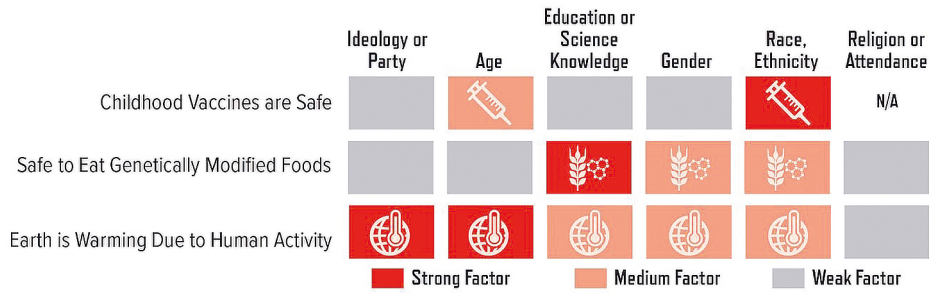 Ideology or Party
Age
Education or Science Knowledge
Gender
Race, Ethnicity
Religion or Attendance
Childhood Vaccines are Safe
N/A
Safe to Eat Genetically Modified Foods
Earth is Warming Due to Human Activity
Strong Factor
Medium Factor
Weak Factor